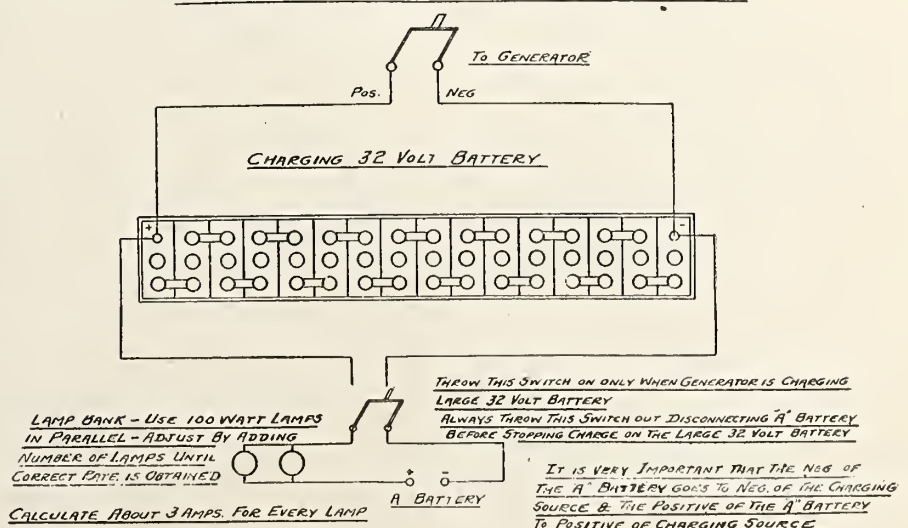 TO GENERATOR
POS. NEG
CHARGING 32 VOLT BATTERY
+ -
THROW THIS SWITCH ON ONLY WHEN GENERATOR IS CHARGING
LARGE 32 VOLT BATTERY
ALWAYS THROW THIS SWITCH OUT DISCONNECTING "A" BATTERY
BEFORE STOPPING CHARGE ON THE LARGE 32 VOLT BATTERY
LAMP BANK - USE 100 WATT LAMPS
IN PARALLEL - ADJUST BY ADDING
NUMBER OF LAMPS UNTIL
CORRECT RATE IS OBTAINED
+ -
A BATTERY
IT IS VERY IMPORTANT THAT THE NEG OF
THE "A" BATTERY GOES TO NEG. OF THE CHARGING
SOURCE & THE POSITIVE OF THE "A" BATTERY
TO POSITIVE OF CHARGING SOURCE
CALCULATE ABOUT 3 AMPS. FOR EVERY LAMP